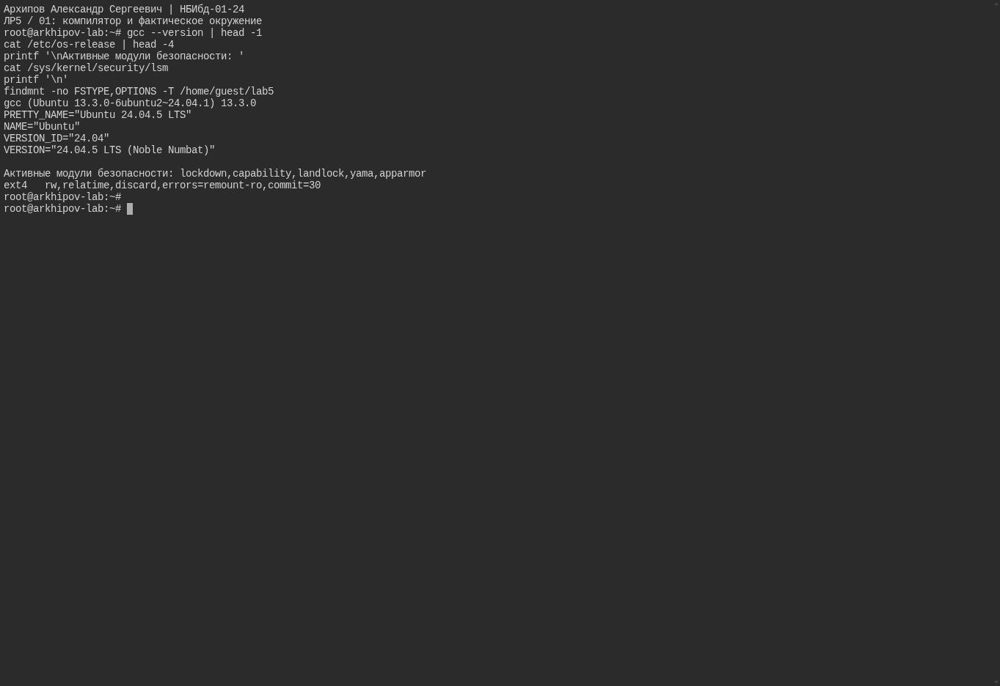 Архипов Александр Сергеевич | НБИбд-01-24
ЛР5 / 01: компилятор и фактическое окружение
root@arkhipov-lab:~# gcc --version | head -1
cat /etc/os-release | head -4
printf '\nАктивные модули безопасности: '
cat /sys/kernel/security/lsm
printf '\n'
findmnt -no FSTYPE,OPTIONS -T /home/guest/lab5
gcc (Ubuntu 13.3.0-6ubuntu2~24.04.1) 13.3.0
PRETTY_NAME="Ubuntu 24.04.5 LTS"
NAME="Ubuntu"
VERSION_ID="24.04"
VERSION="24.04.5 LTS (Noble Numbat)"

Активные модули безопасности: lockdown,capability,landlock,yama,apparmor
ext4   rw,relatime,discard,errors=remount-ro,commit=30
root@arkhipov-lab:~#
root@arkhipov-lab:~#